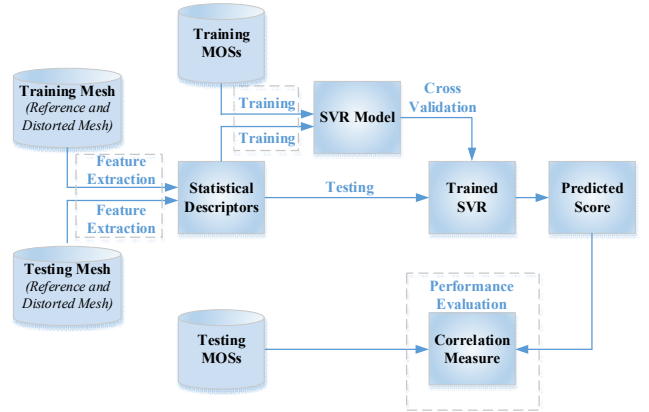 Training
MOSs
Training Mesh
(Reference and
Distorted Mesh)
Training
Training
SVR Model
Cross
Validation
Feature
Extraction
Feature
Extraction
Statistical
Descriptors
Testing
Trained
SVR
Predicted
Score
Testing Mesh
(Reference and
Distorted Mesh)
Performance
Evaluation
Testing
MOSs
Correlation
Measure